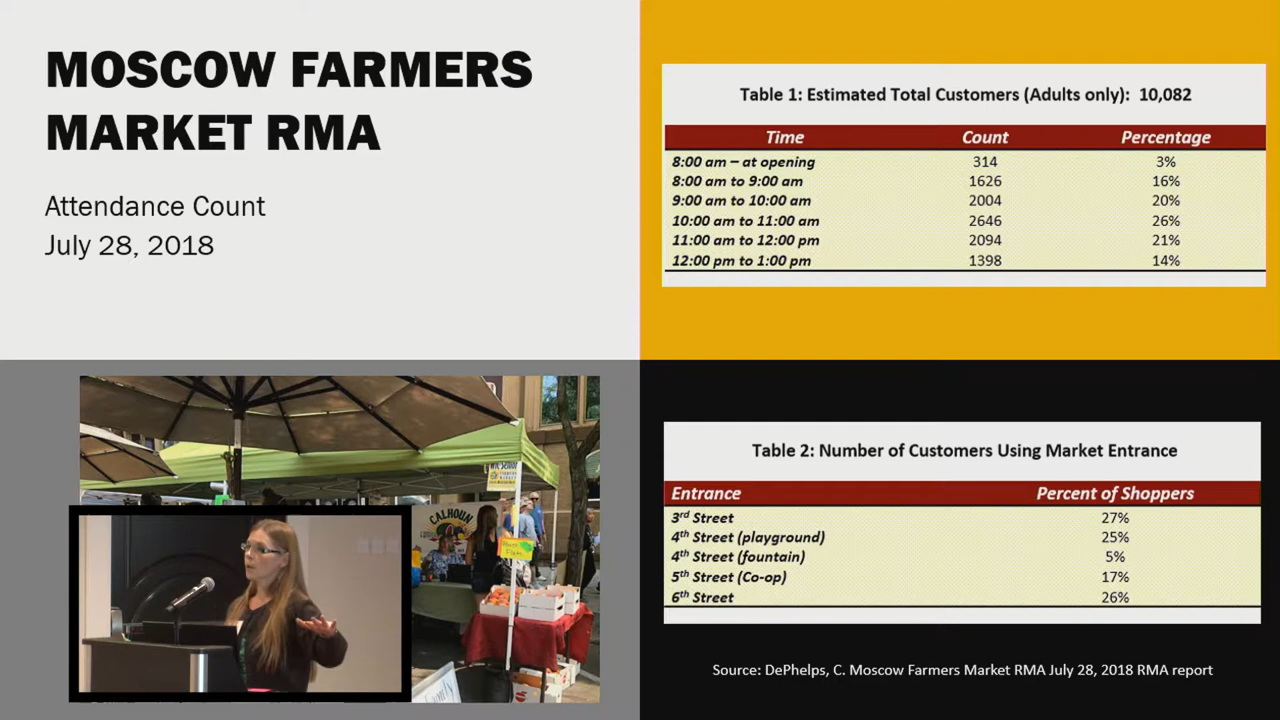 MOSCOW FARMERS
MARKET RMA
Attendance Count
July 28, 2018
Table 1: Estimated Total Customers (Adults only): 10,082
Time Count Percentage
8:00 am – at opening 314 3%
8:00 am to 9:00 am 1626 16%
9:00 am to 10:00 am 2004 20%
10:00 am to 11:00 am 2646 26%
11:00 am to 12:00 pm 2094 21%
12:00 pm to 1:00 pm 1398 14%
CALHOUN
Table 2: Number of Customers Using Market Entrance
Entrance Percent of Shoppers
3rd Street 27%
4th Street (playground) 25%
4th Street (fountain) 5%
5th Street (Co-op) 17%
6th Street 26%
Source: DePhelps, C. Moscow Farmers Market RMA July 28, 2018 RMA report